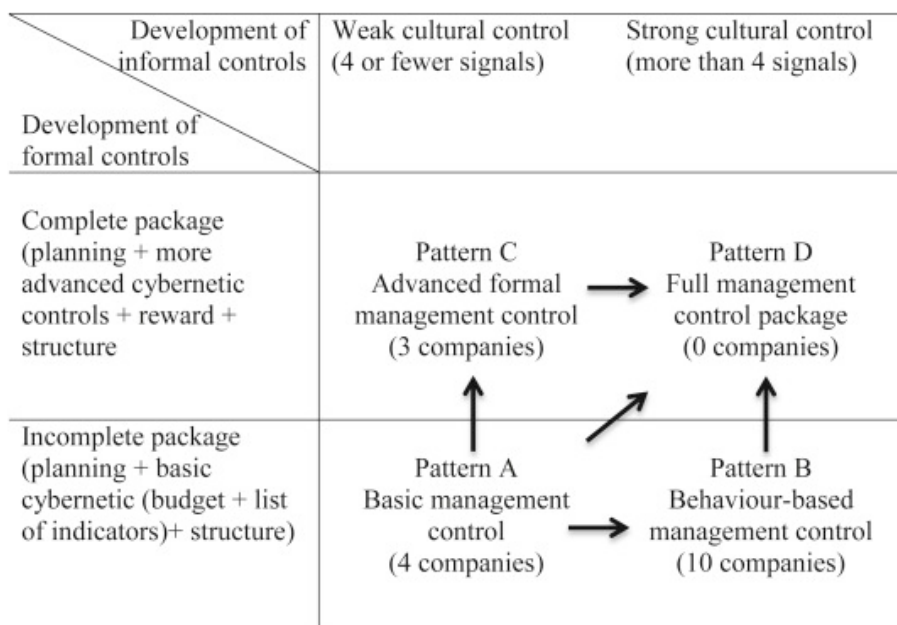 Development of
informal controls
Weak cultural control
(4 or fewer signals)
Strong cultural control
(more than 4 signals)
Development of
formal controls
Complete package
(planning + more
advanced cybernetic
controls + reward +
structure
Pattern C
Advanced formal
management control
(3 companies)
Pattern D
Full management
control package
(0 companies)
Incomplete package
(planning + basic
cybernetic (budget + list
of indicators)+ structure)
Pattern A
Basic management
control
(4 companies)
Pattern B
Behaviour-based
management control
(10 companies)